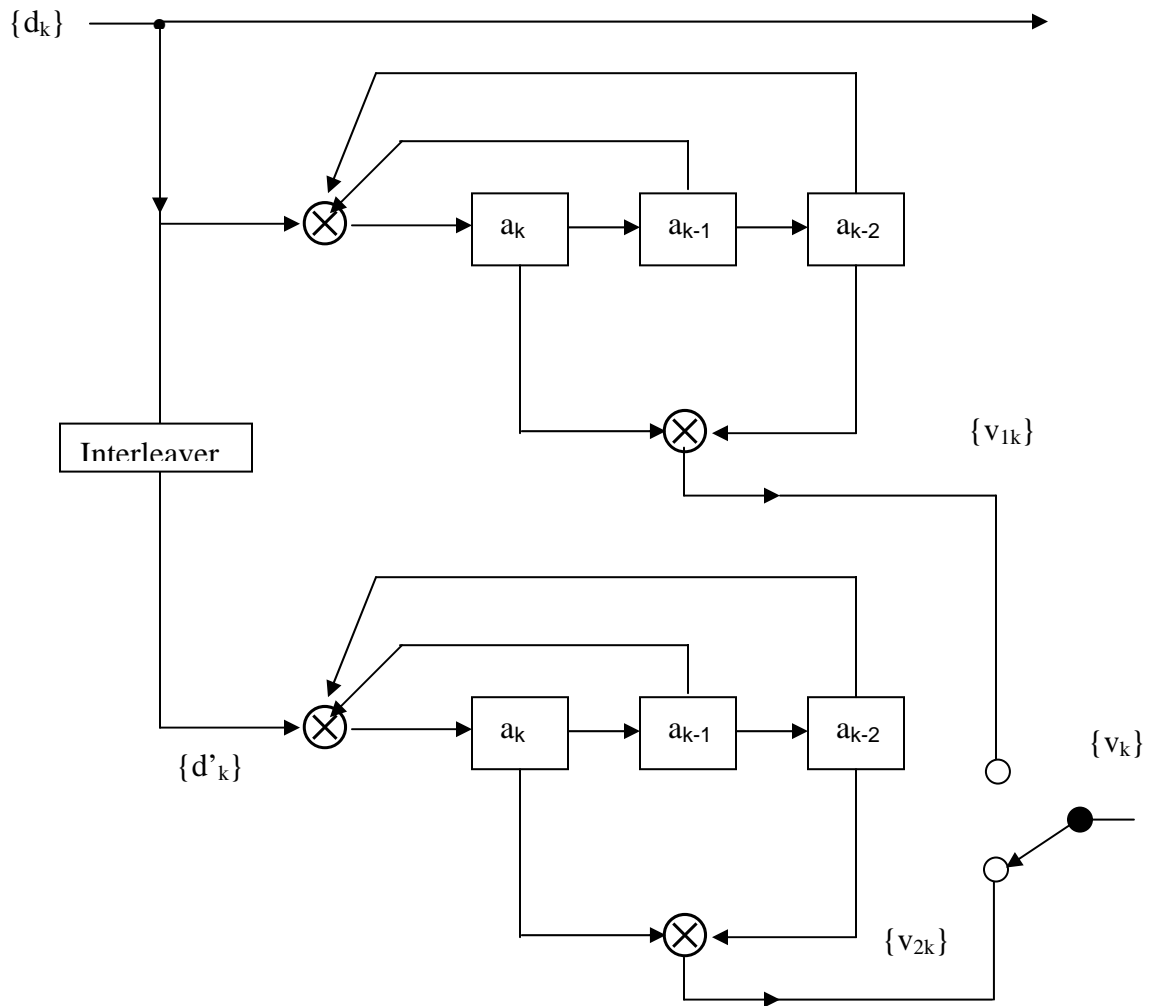 {dk}
ak
ak-1
ak-2
{v1k}
Interleaver
ak
ak-1
ak-2
{vk}
{d’k}
{v2k}